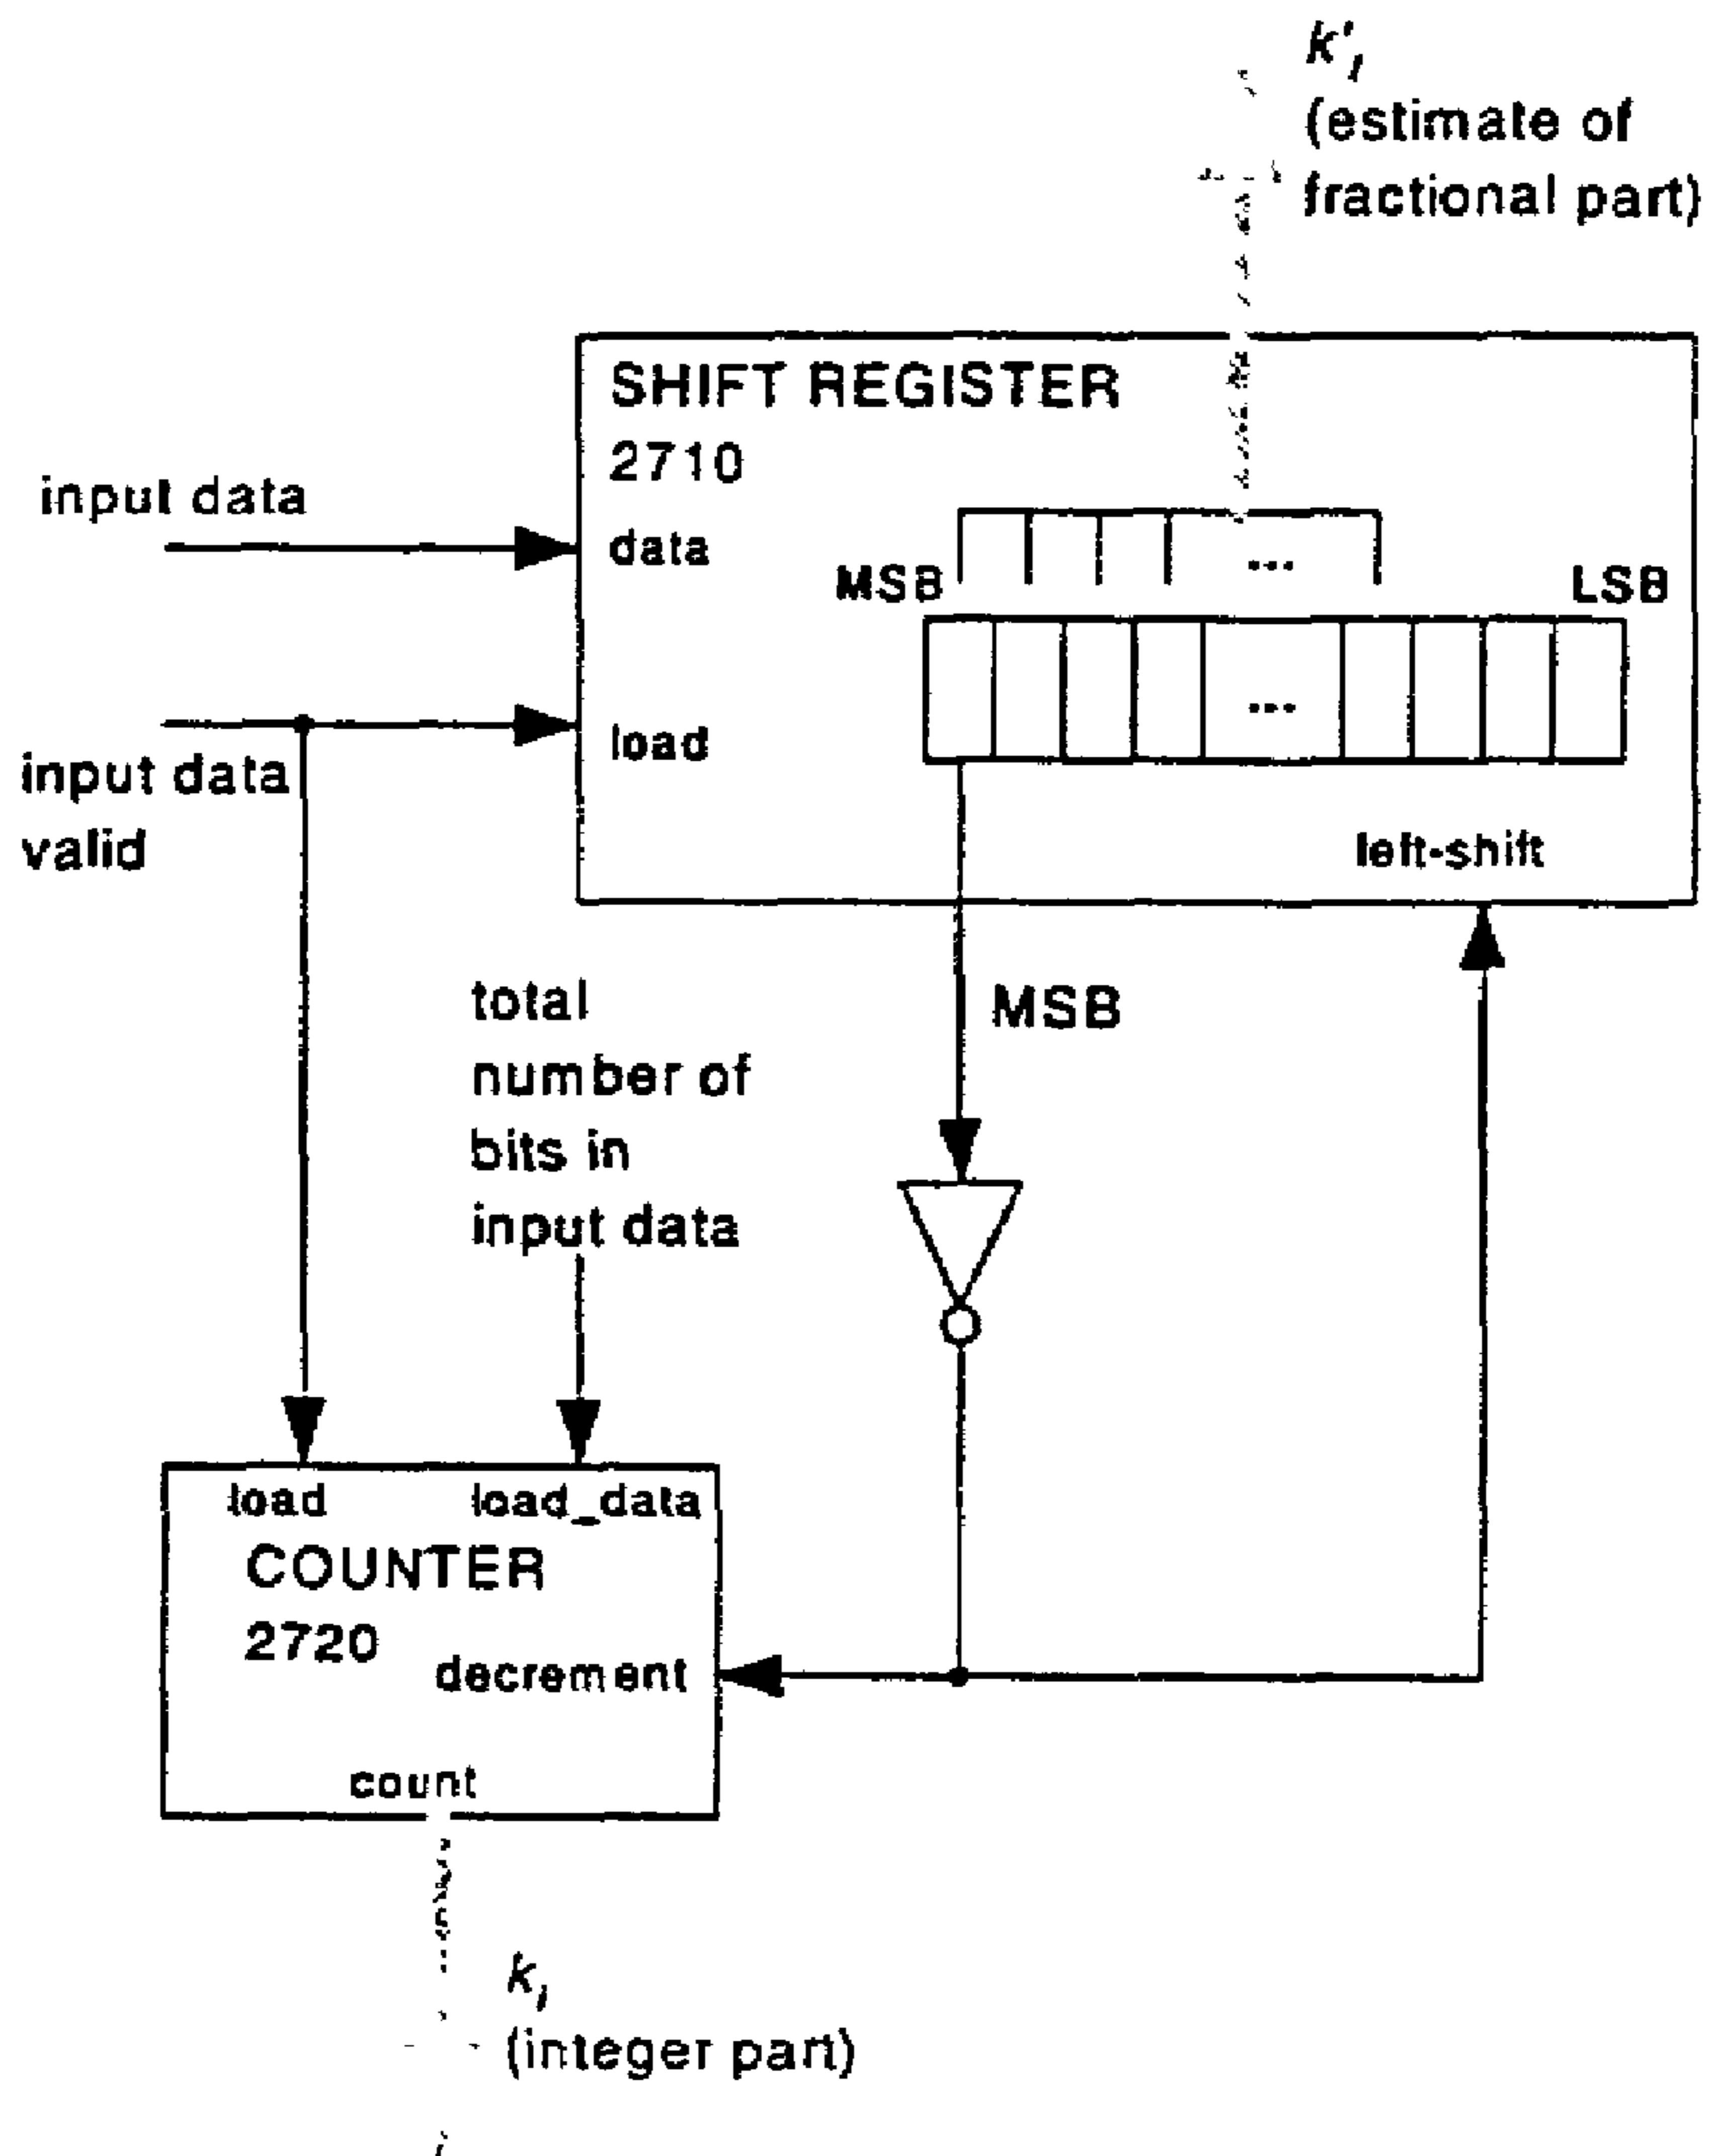 k'i
(estimate of
fractional part)
SHIFT REGISTER
2710
input data
data
MSB
LSB
...
...
load
input data
valid
left-shift
total
number of
bits in
input data
MSB
load
load_data
COUNTER
2720
decrement
count
ki
(integer part)